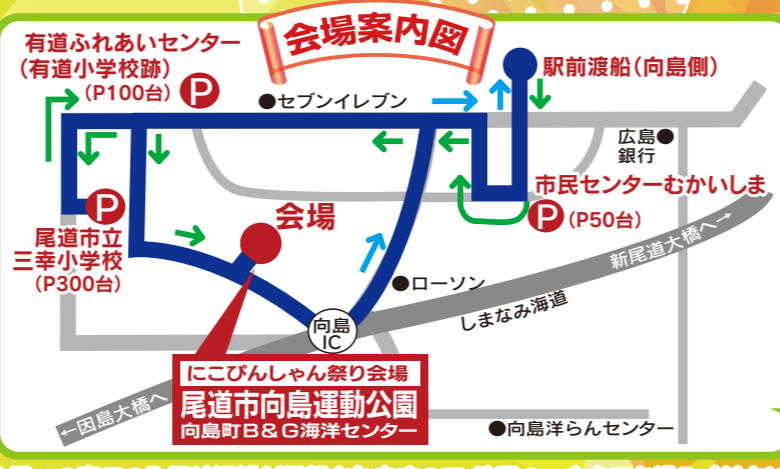 会場案内図
有道ふれあいセンター
（有道小学校跡）
（P100台）
P
●セブンイレブン
駅前渡船（向島側）
広島●
銀行
市民センターむかいしま
P
（P50台）
P
尾道市立
三幸小学校
（P300台）
会場
新尾道大橋へ→
●ローソン
しまなみ海道
向島
IC
にこぴんしゃん祭り会場
尾道市向島運動公園
向島町B&G海洋センター
←因島大橋へ
●向島洋らんセンター